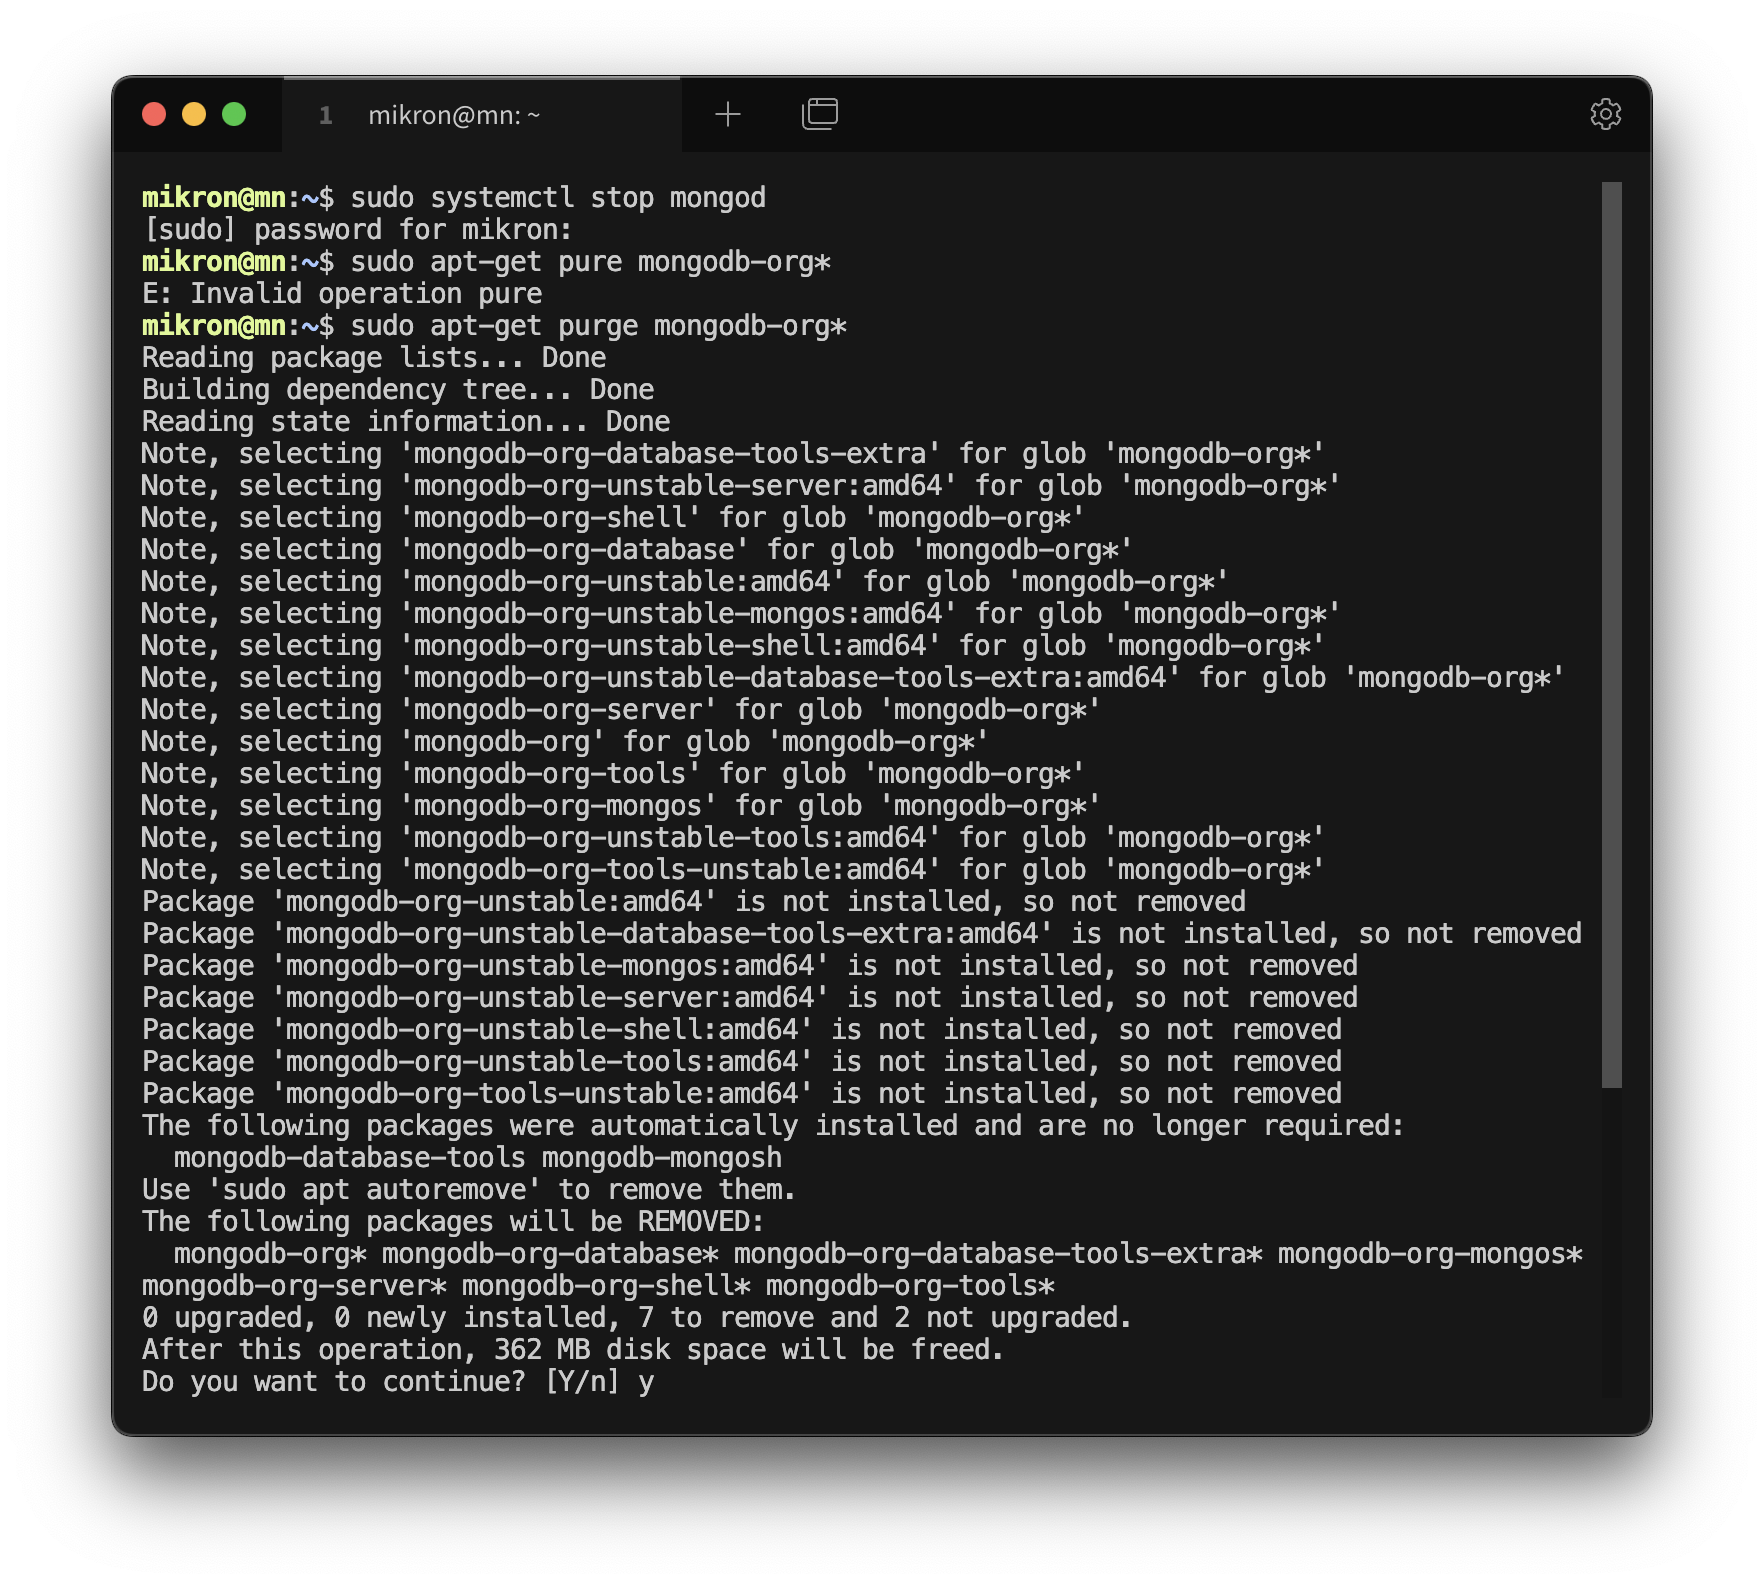 1 mikron@mn: ~
mikron@mn:~$ sudo systemctl stop mongod
[sudo] password for mikron:
mikron@mn:~$ sudo apt-get pure mongodb-org*
E: Invalid operation pure
mikron@mn:~$ sudo apt-get purge mongodb-org*
Reading package lists... Done
Building dependency tree... Done
Reading state information... Done
Note, selecting 'mongodb-org-database-tools-extra' for glob 'mongodb-org*'
Note, selecting 'mongodb-org-unstable-server:amd64' for glob 'mongodb-org*'
Note, selecting 'mongodb-org-shell' for glob 'mongodb-org*'
Note, selecting 'mongodb-org-database' for glob 'mongodb-org*'
Note, selecting 'mongodb-org-unstable:amd64' for glob 'mongodb-org*'
Note, selecting 'mongodb-org-unstable-mongos:amd64' for glob 'mongodb-org*'
Note, selecting 'mongodb-org-unstable-shell:amd64' for glob 'mongodb-org*'
Note, selecting 'mongodb-org-unstable-database-tools-extra:amd64' for glob 'mongodb-org*'
Note, selecting 'mongodb-org-server' for glob 'mongodb-org*'
Note, selecting 'mongodb-org' for glob 'mongodb-org*'
Note, selecting 'mongodb-org-tools' for glob 'mongodb-org*'
Note, selecting 'mongodb-org-mongos' for glob 'mongodb-org*'
Note, selecting 'mongodb-org-unstable-tools:amd64' for glob 'mongodb-org*'
Note, selecting 'mongodb-org-tools-unstable:amd64' for glob 'mongodb-org*'
Package 'mongodb-org-unstable:amd64' is not installed, so not removed
Package 'mongodb-org-unstable-database-tools-extra:amd64' is not installed, so not removed
Package 'mongodb-org-unstable-mongos:amd64' is not installed, so not removed
Package 'mongodb-org-unstable-server:amd64' is not installed, so not removed
Package 'mongodb-org-unstable-shell:amd64' is not installed, so not removed
Package 'mongodb-org-unstable-tools:amd64' is not installed, so not removed
Package 'mongodb-org-tools-unstable:amd64' is not installed, so not removed
The following packages were automatically installed and are no longer required:
  mongodb-database-tools mongodb-mongosh
Use 'sudo apt autoremove' to remove them.
The following packages will be REMOVED:
  mongodb-org* mongodb-org-database* mongodb-org-database-tools-extra* mongodb-org-mongos*
mongodb-org-server* mongodb-org-shell* mongodb-org-tools*
0 upgraded, 0 newly installed, 7 to remove and 2 not upgraded.
After this operation, 362 MB disk space will be freed.
Do you want to continue? [Y/n] y